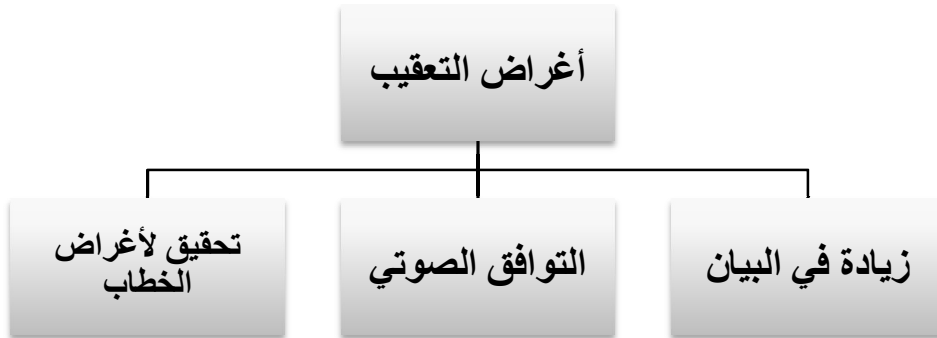 أغراض التعقيب
زيادة في البيان
التوافق الصوتي
تحقيق لأغراض
الخطاب